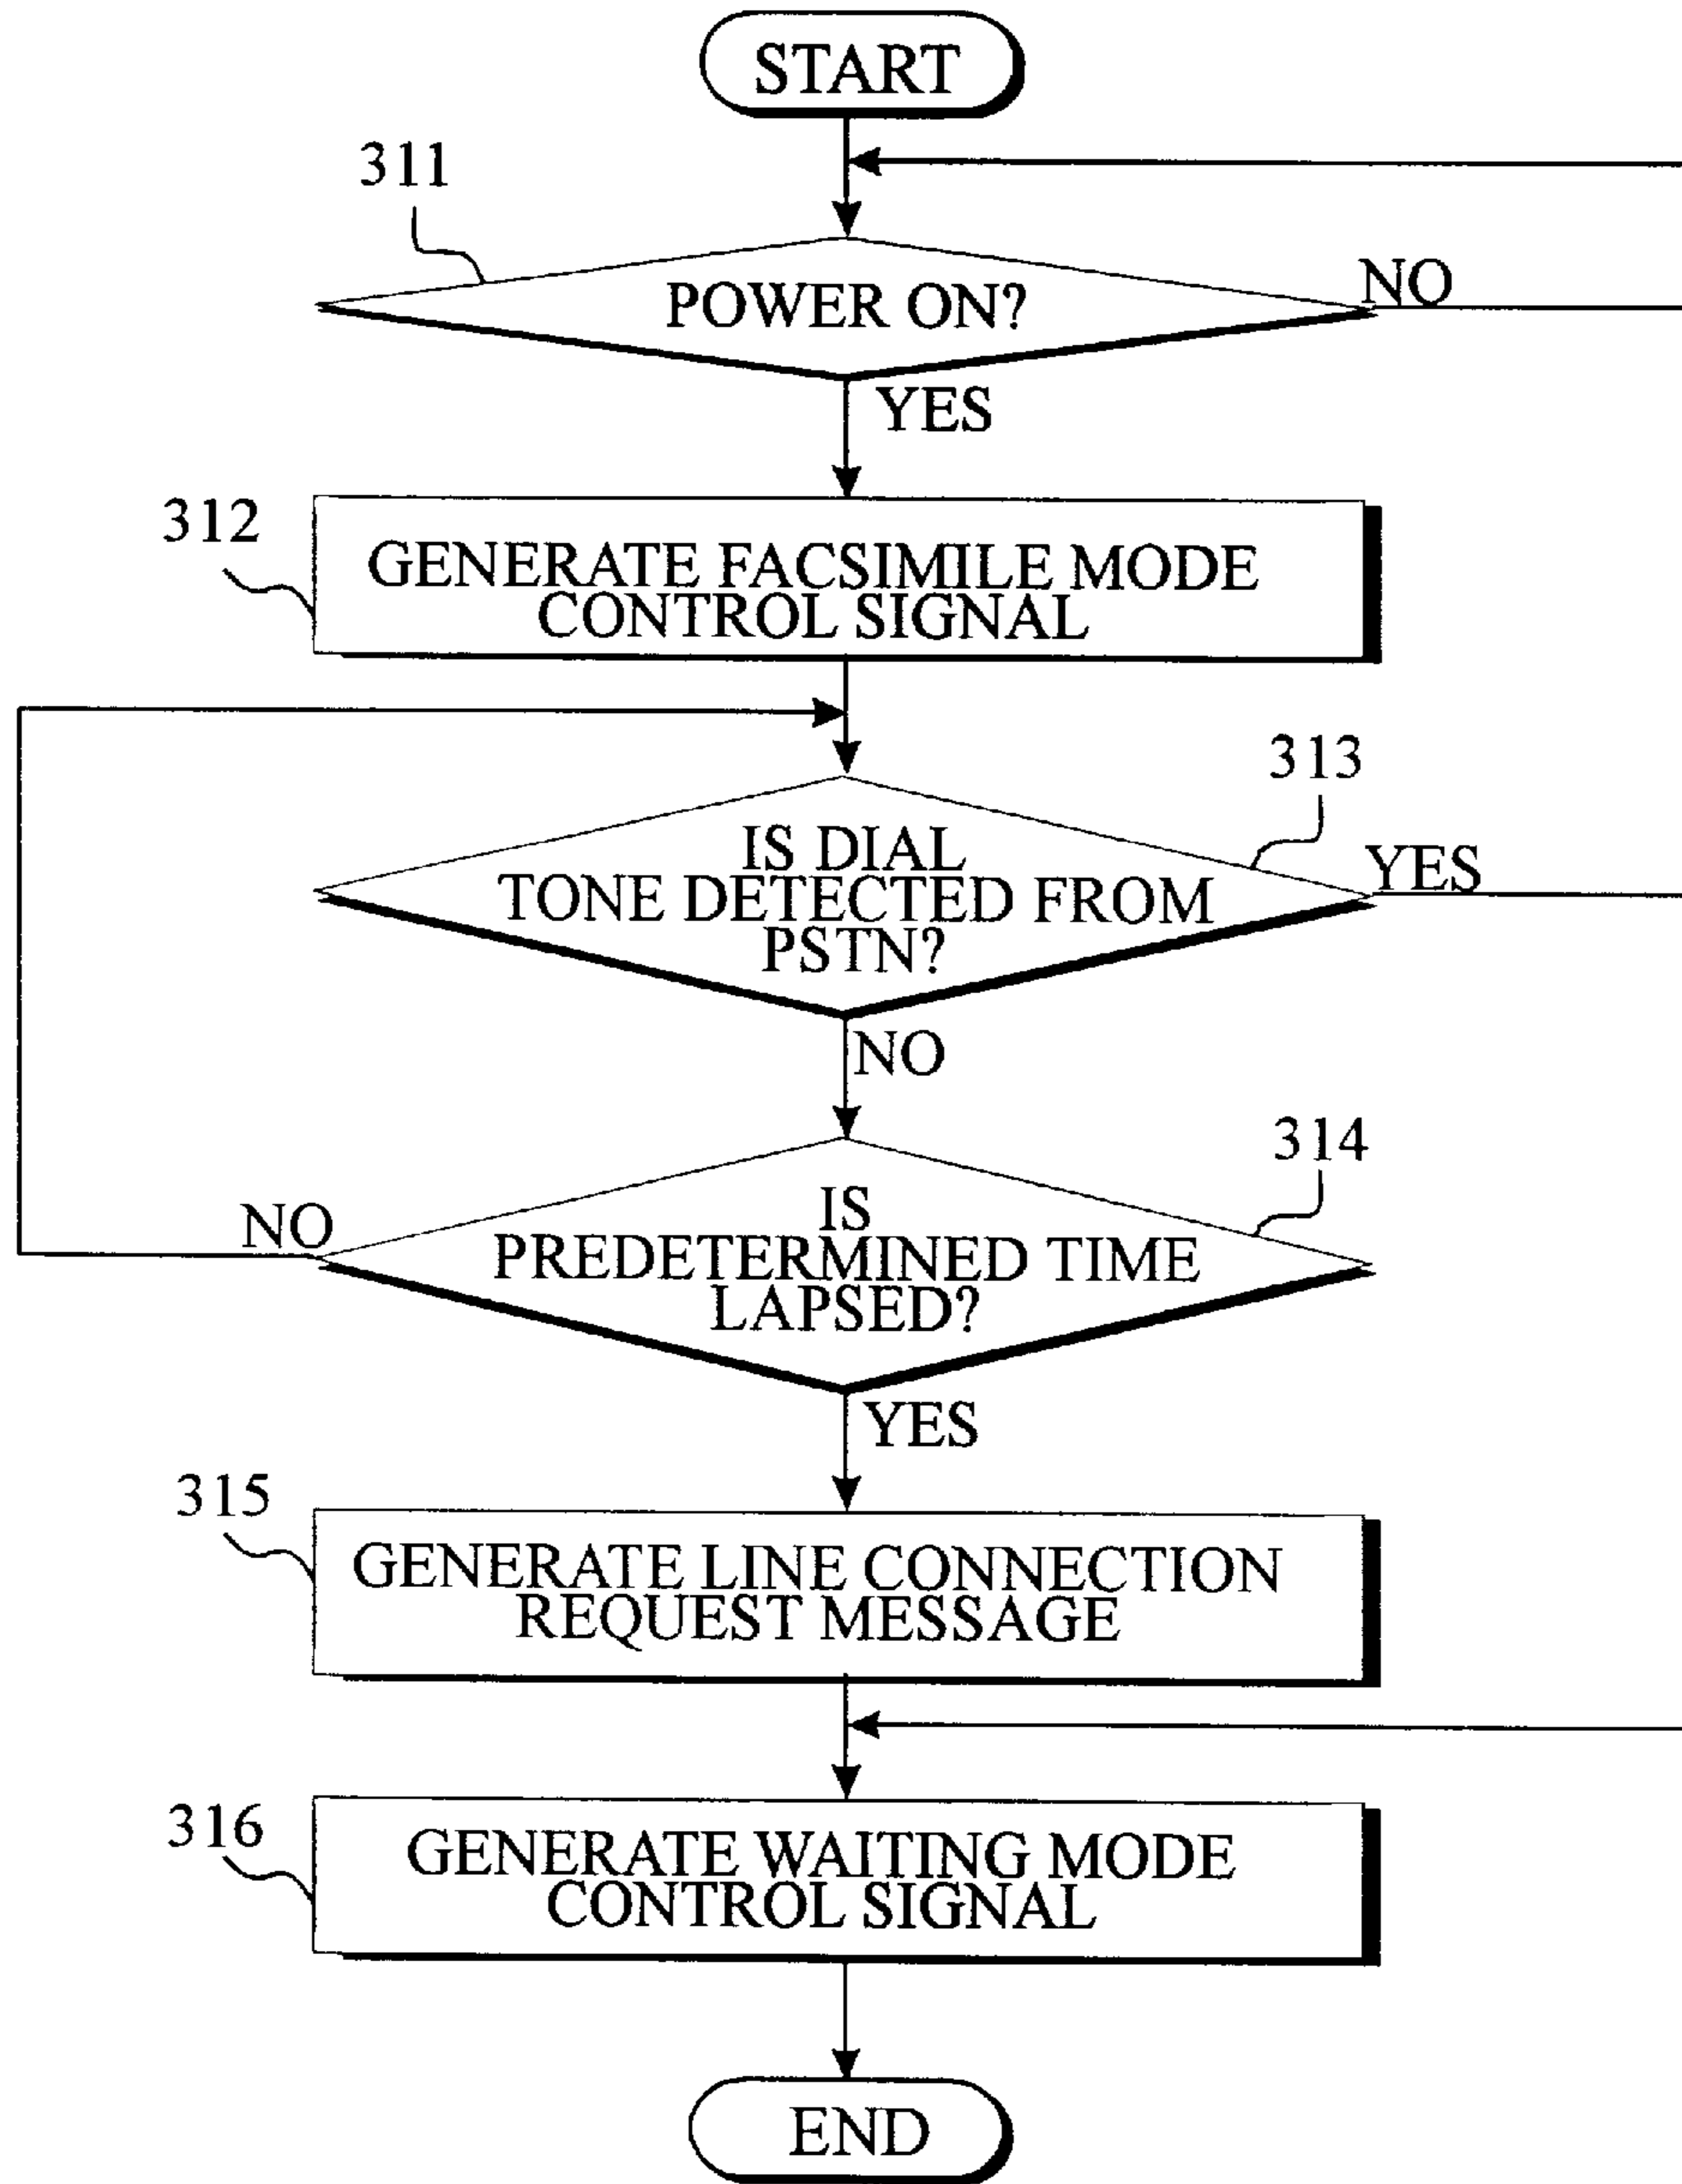 START
311
POWER ON?
NO
YES
312
GENERATE FACSIMILE MODE
CONTROL SIGNAL
313
IS DIAL
TONE DETECTED FROM
PSTN?
YES
NO
314
IS
PREDETERMINED TIME
LAPSED?
NO
YES
315
GENERATE LINE CONNECTION
REQUEST MESSAGE
316
GENERATE WAITING MODE
CONTROL SIGNAL
END